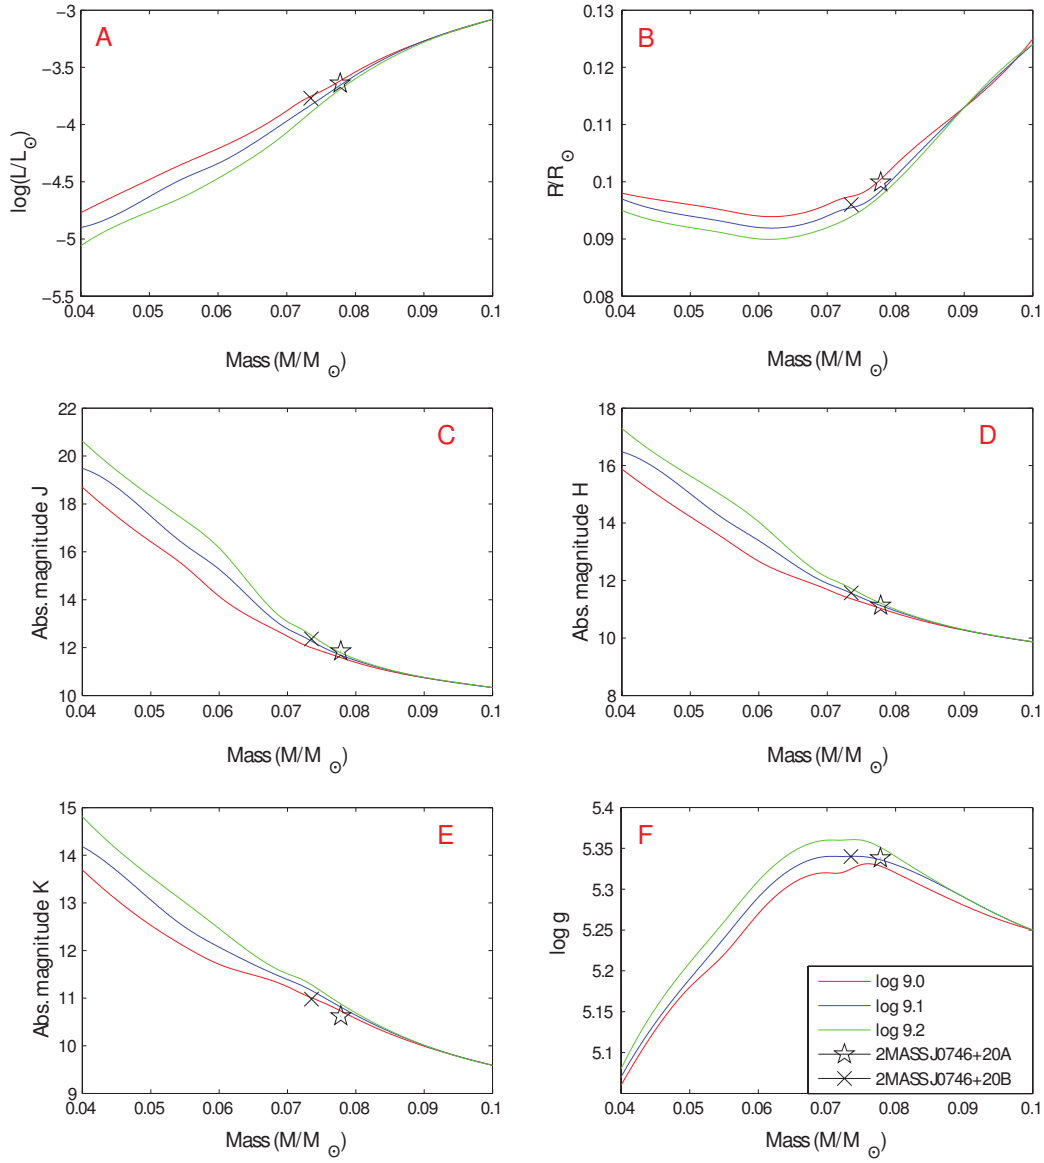 A
−3
−3.5
−4
−4.5
−5
−5.5
0.04 0.05 0.06 0.07 0.08 0.09 0.1
log(L/L⊙)
Mass (M/M⊙)
B
0.13
0.12
0.11
0.1
0.09
0.08
0.04 0.05 0.06 0.07 0.08 0.09 0.1
R/R⊙
Mass (M/M⊙)
C
22
20
18
16
14
12
10
0.04 0.05 0.06 0.07 0.08 0.09 0.1
Abs. magnitude J
Mass (M/M⊙)
D
18
16
14
12
10
8
0.04 0.05 0.06 0.07 0.08 0.09 0.1
Abs. magnitude H
Mass (M/M⊙)
E
15
14
13
12
11
10
9
0.04 0.05 0.06 0.07 0.08 0.09 0.1
Abs. magnitude K
Mass (M/M⊙)
F
5.4
5.35
5.3
5.25
5.2
5.15
5.1
0.04 0.05 0.06 0.07 0.08 0.09 0.1
log g
Mass (M/M⊙)
log 9.0
log 9.1
log 9.2
2MASSJ0746+20A
2MASSJ0746+20B